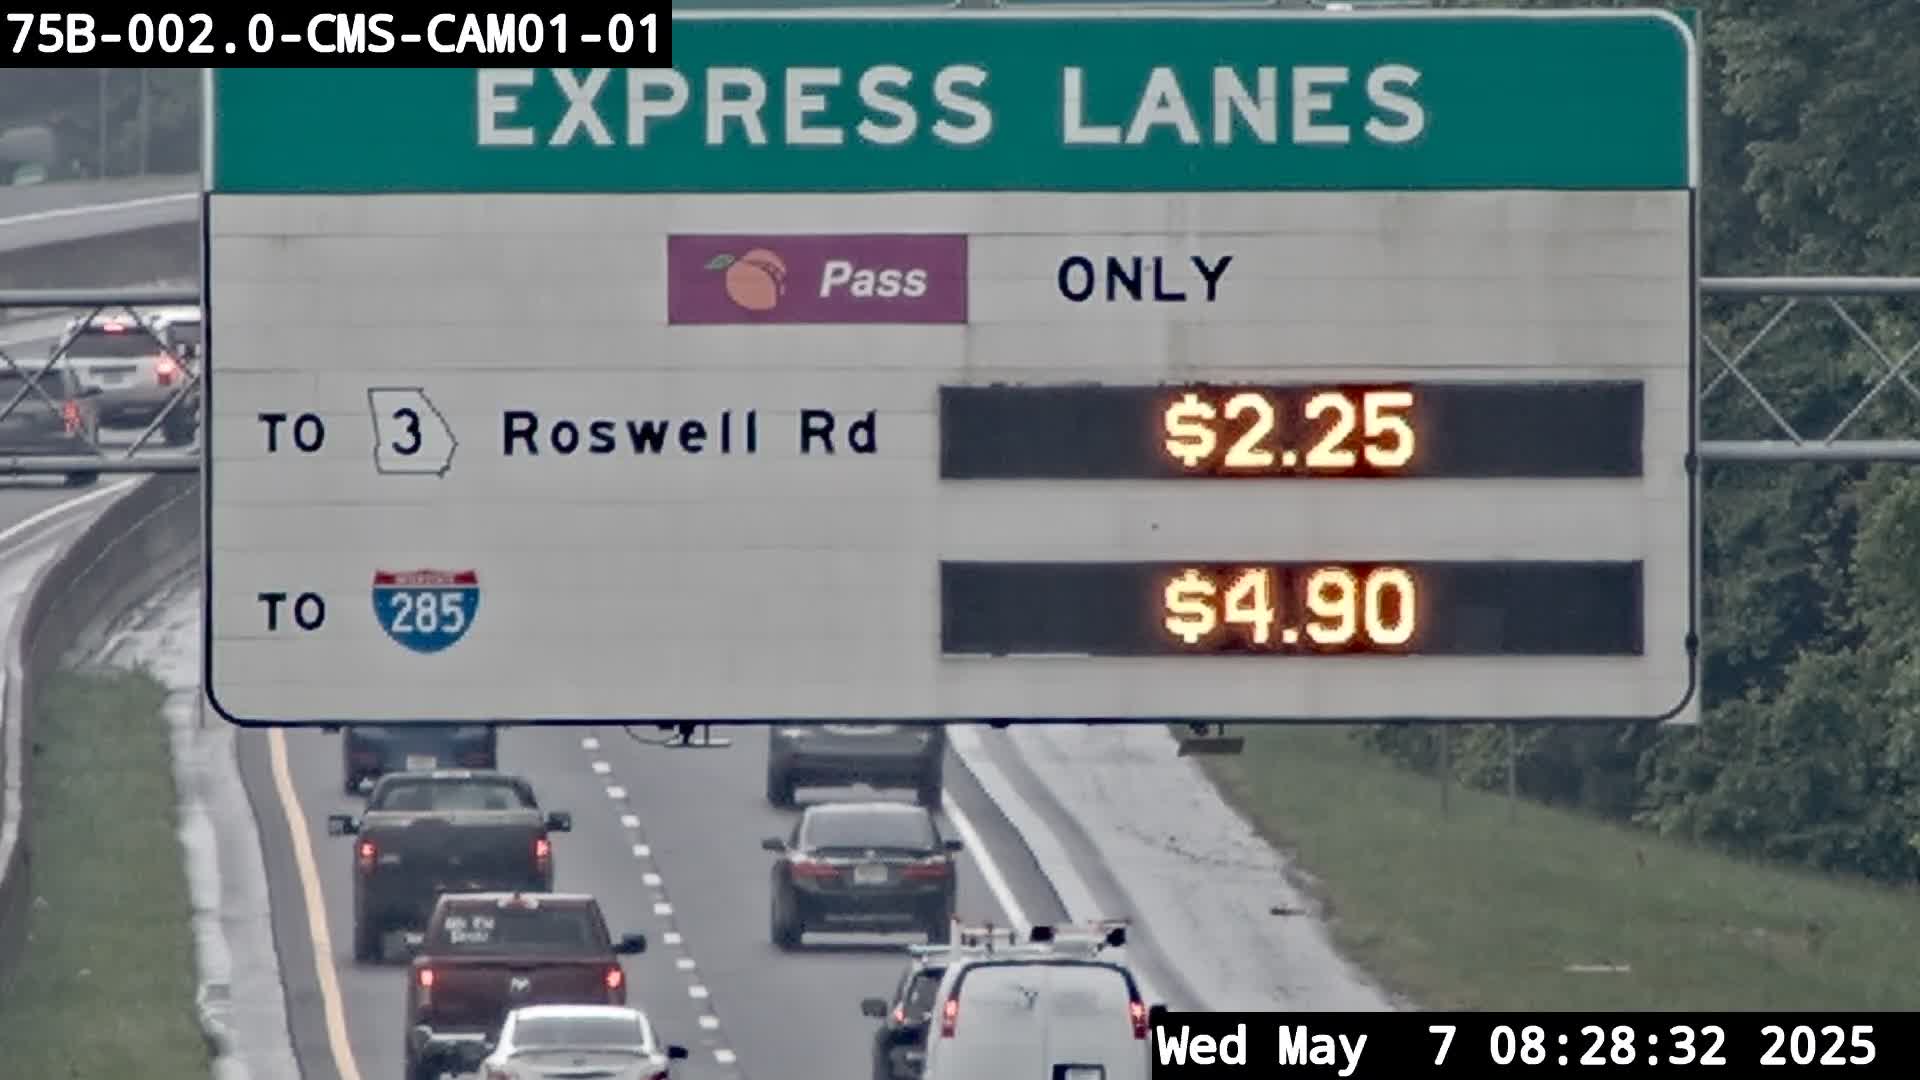 75B-002.0-CMS-CAM01-01
EXPRESS LANES
Pass ONLY
TO 3 Roswell Rd $2.25
TO INTERSTATE 285 $4.90
Wed May 7 08:28:32 2025